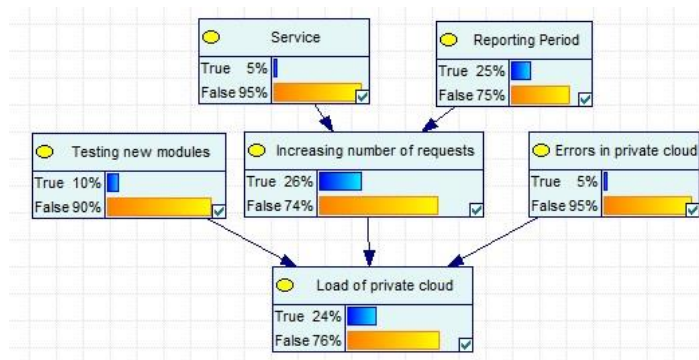 Service
True 5%
False 95%
Reporting Period
True 25%
False 75%
Testing new modules
True 10%
False 90%
Increasing number of requests
True 26%
False 74%
Errors in private cloud
True 5%
False 95%
Load of private cloud
True 24%
False 76%